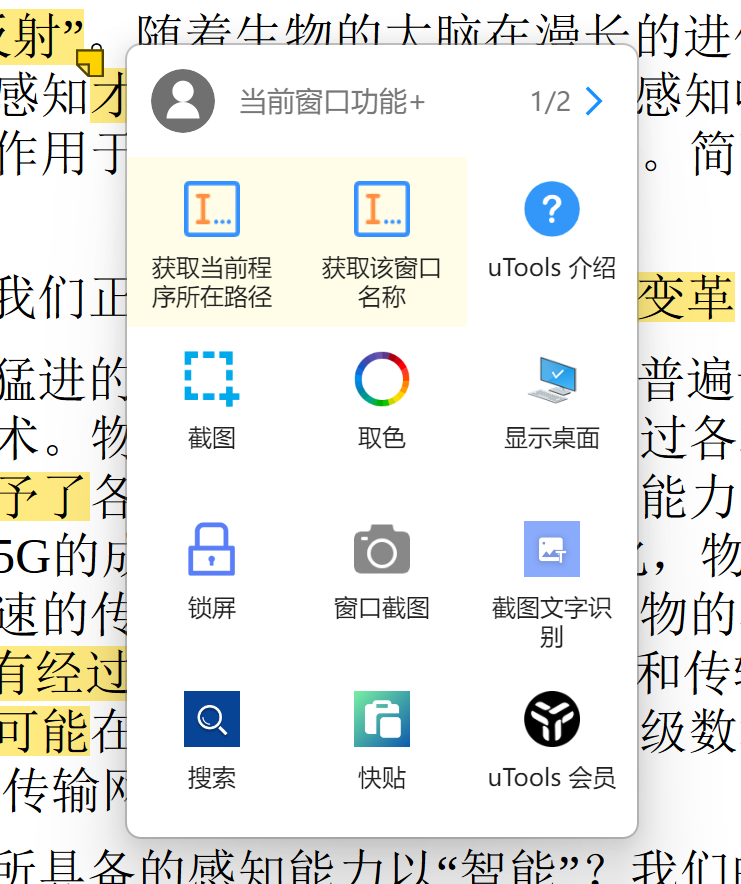 射”。随着生物的大脑在漫长的进
感知才 感知
作用于 。简
我们正 变革
猛进的 普遍
术。物 过各
予了各 能力
5G的成 ,物
速的传 物的
有经过 和传输
可能在 级数
传输网
所具备的感知能力以“智能”？我们
当前窗口功能+ 1/2
获取当前程
序所在路径
获取该窗口
名称
uTools 介绍
截图
取色
显示桌面
锁屏
窗口截图
截图文字识
别
搜索
快贴
uTools 会员